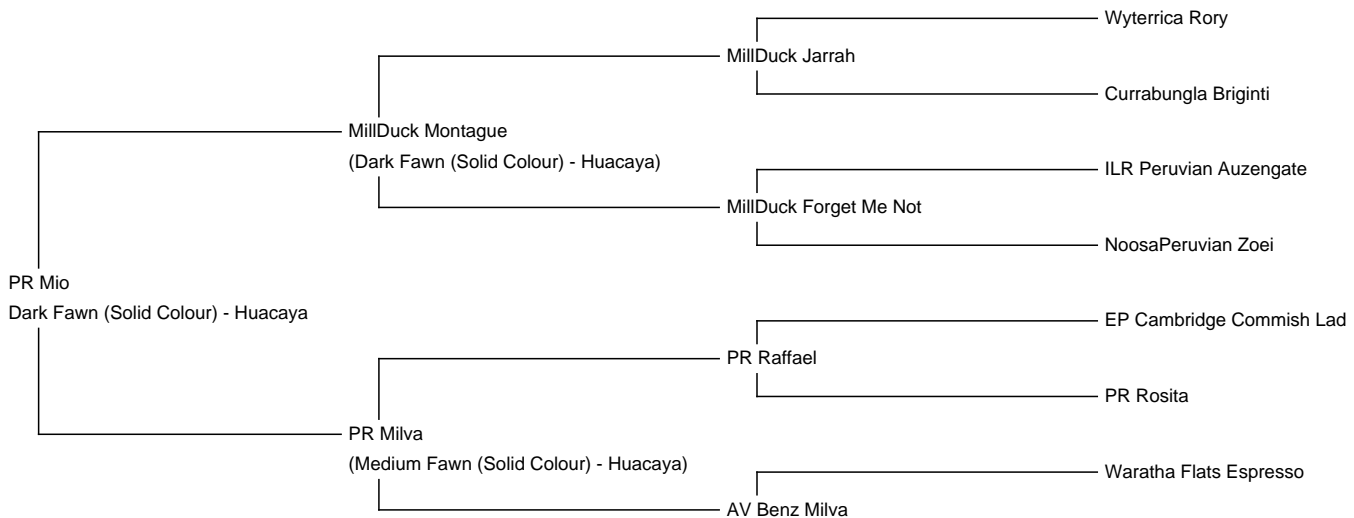 Wyterrica Rory
MillDuck Jarrah
Currabungla Briginti
MillDuck Montague
(Dark Fawn (Solid Colour) - Huacaya)
ILR Peruvian Auzengate
MillDuck Forget Me Not
NoosaPeruvian Zoei
PR Mio
Dark Fawn (Solid Colour) - Huacaya
EP Cambridge Commish Lad
PR Raffael
PR Rosita
PR Milva
(Medium Fawn (Solid Colour) - Huacaya)
Waratha Flats Espresso
AV Benz Milva